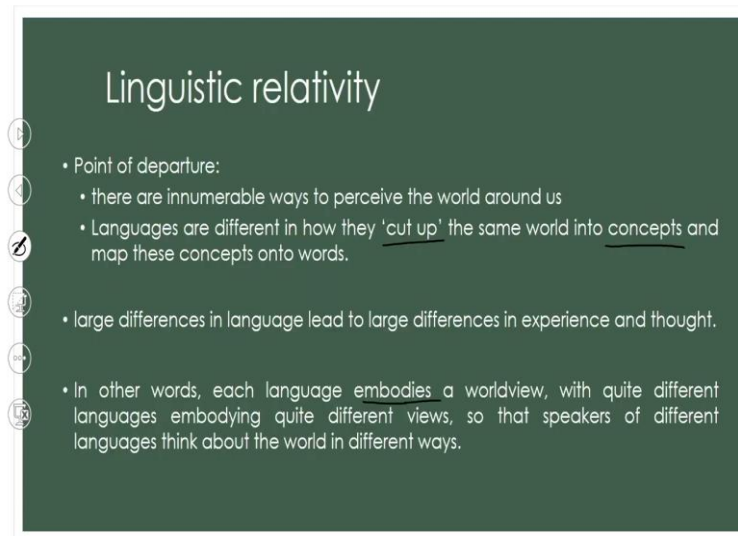 Linguistic relativity
• Point of departure:
• there are innumerable ways to perceive the world around us
• Languages are different in how they 'cut up' the same world into concepts and
map these concepts onto words.
• large differences in language lead to large differences in experience and thought.
• In other words, each language embodies a worldview, with quite different
languages embodying quite different views, so that speakers of different
languages think about the world in different ways.